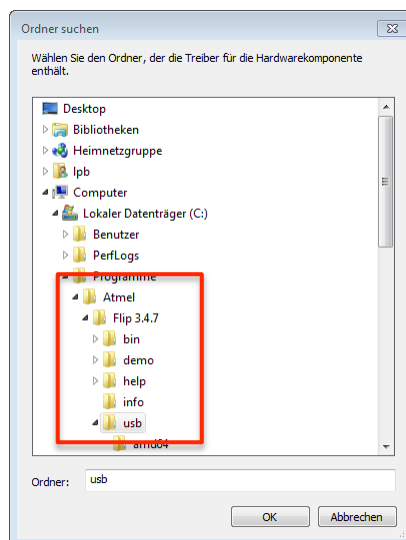 Ordner suchen
Wählen Sie den Ordner, der die Treiber für die Hardwarekomponente
enthält.
Desktop
Bibliotheken
Heimnetzgruppe
lpb
Computer
Lokaler Datenträger (C:)
Benutzer
PerfLogs
Programme
Atmel
Flip 3.4.7
bin
demo
help
info
usb
amd64
Ordner: usb
OK Abbrechen